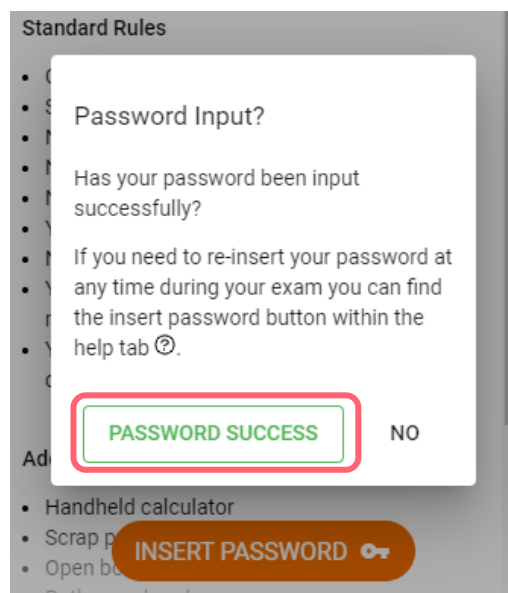 Standard Rules
Password Input?
Has your password been input
successfully?
If you need to re-insert your password at
any time during your exam you can find
the insert password button within the
help tab ?.
PASSWORD SUCCESS NO
Handheld calculator
Scrap
INSERT PASSWORD
Open